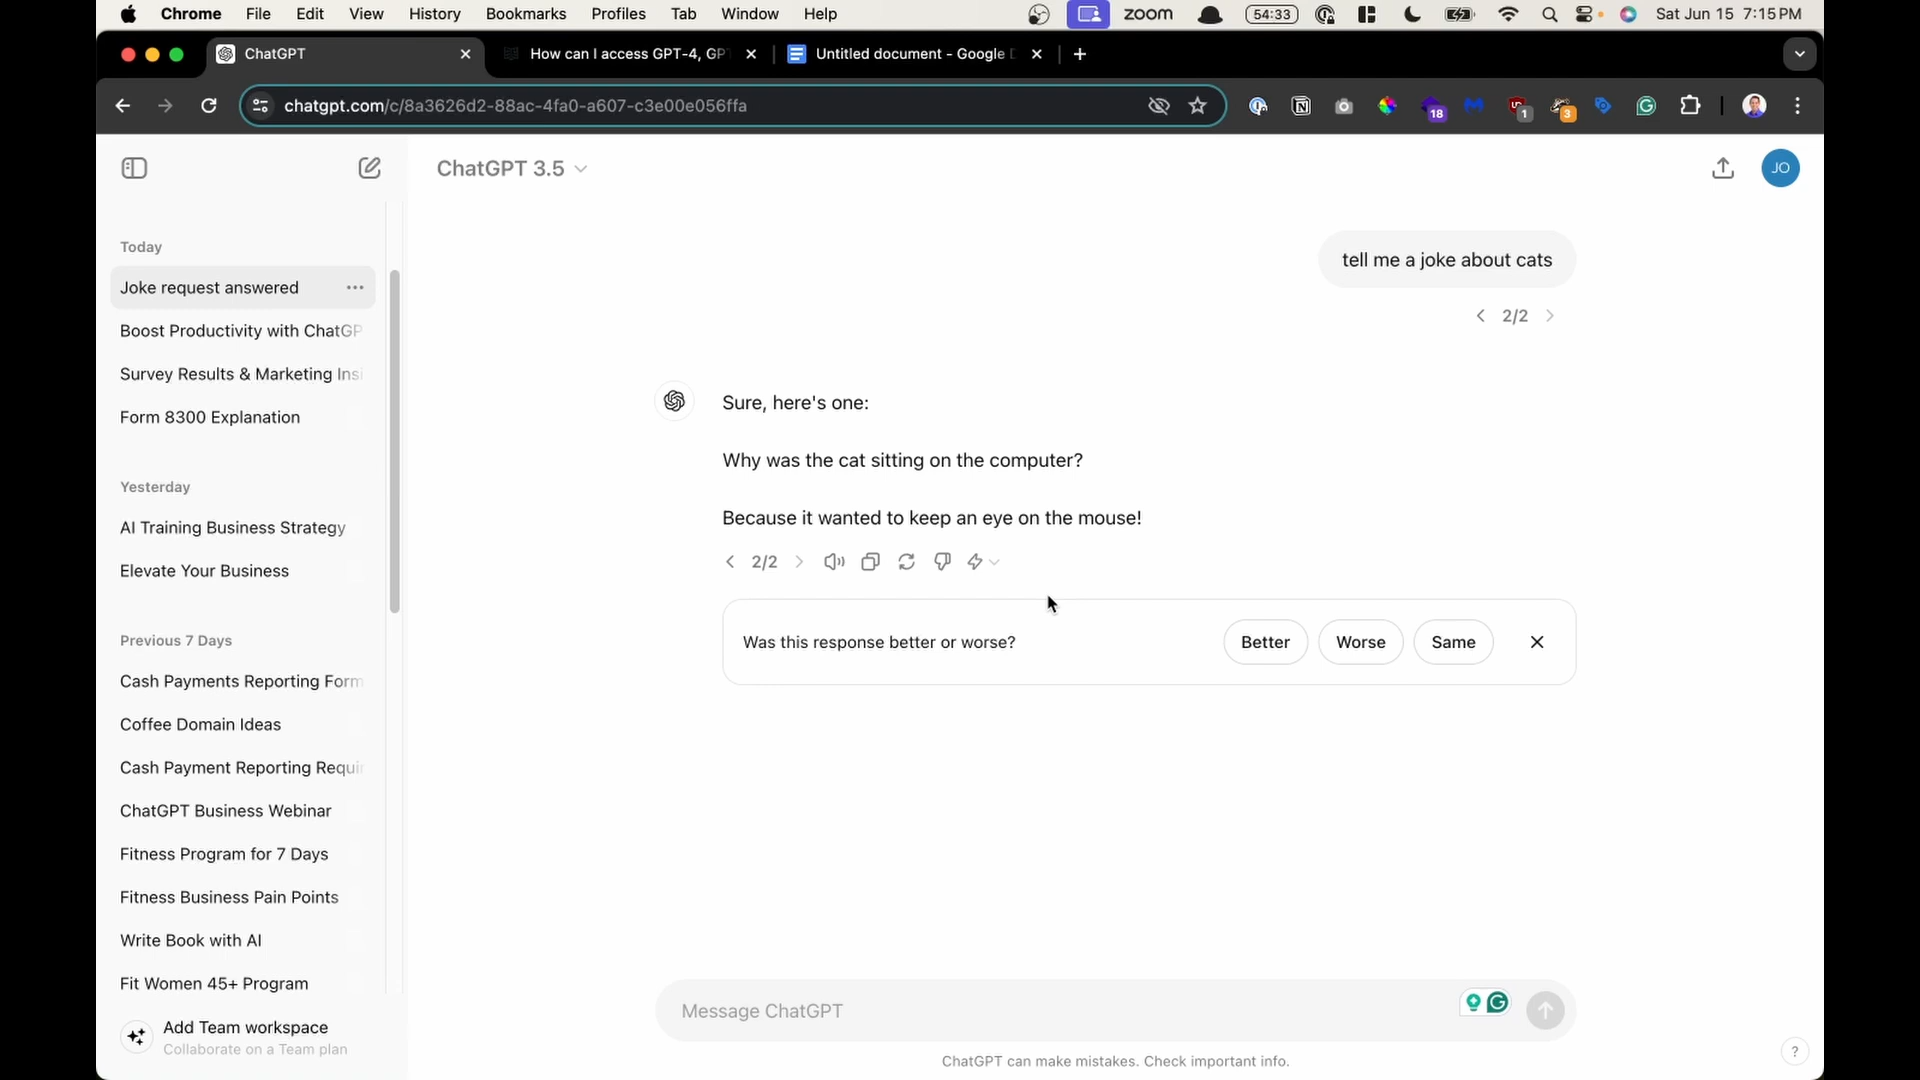 Chrome File Edit View History Bookmarks Profiles Tab Window Help zoom 54:33 Sat Jun 15 7:15 PM
ChatGPT How can I access GPT-4, GP Untitled document - Google D
chatgpt.com/c/8a3626d2-88ac-4fa0-a607-c3e00e056ffa 18 1 3
ChatGPT 3.5 JO
Today
Joke request answered
Boost Productivity with ChatGP
Survey Results & Marketing Insi
Form 8300 Explanation
Yesterday
AI Training Business Strategy
Elevate Your Business
Previous 7 Days
Cash Payments Reporting Form
Coffee Domain Ideas
Cash Payment Reporting Requir
ChatGPT Business Webinar
Fitness Program for 7 Days
Fitness Business Pain Points
Write Book with AI
Fit Women 45+ Program
Add Team workspace
Collaborate on a Team plan
tell me a joke about cats
2/2
Sure, here's one:
Why was the cat sitting on the computer?
Because it wanted to keep an eye on the mouse!
2/2
Was this response better or worse? Better Worse Same
Message ChatGPT
ChatGPT can make mistakes. Check important info.
?